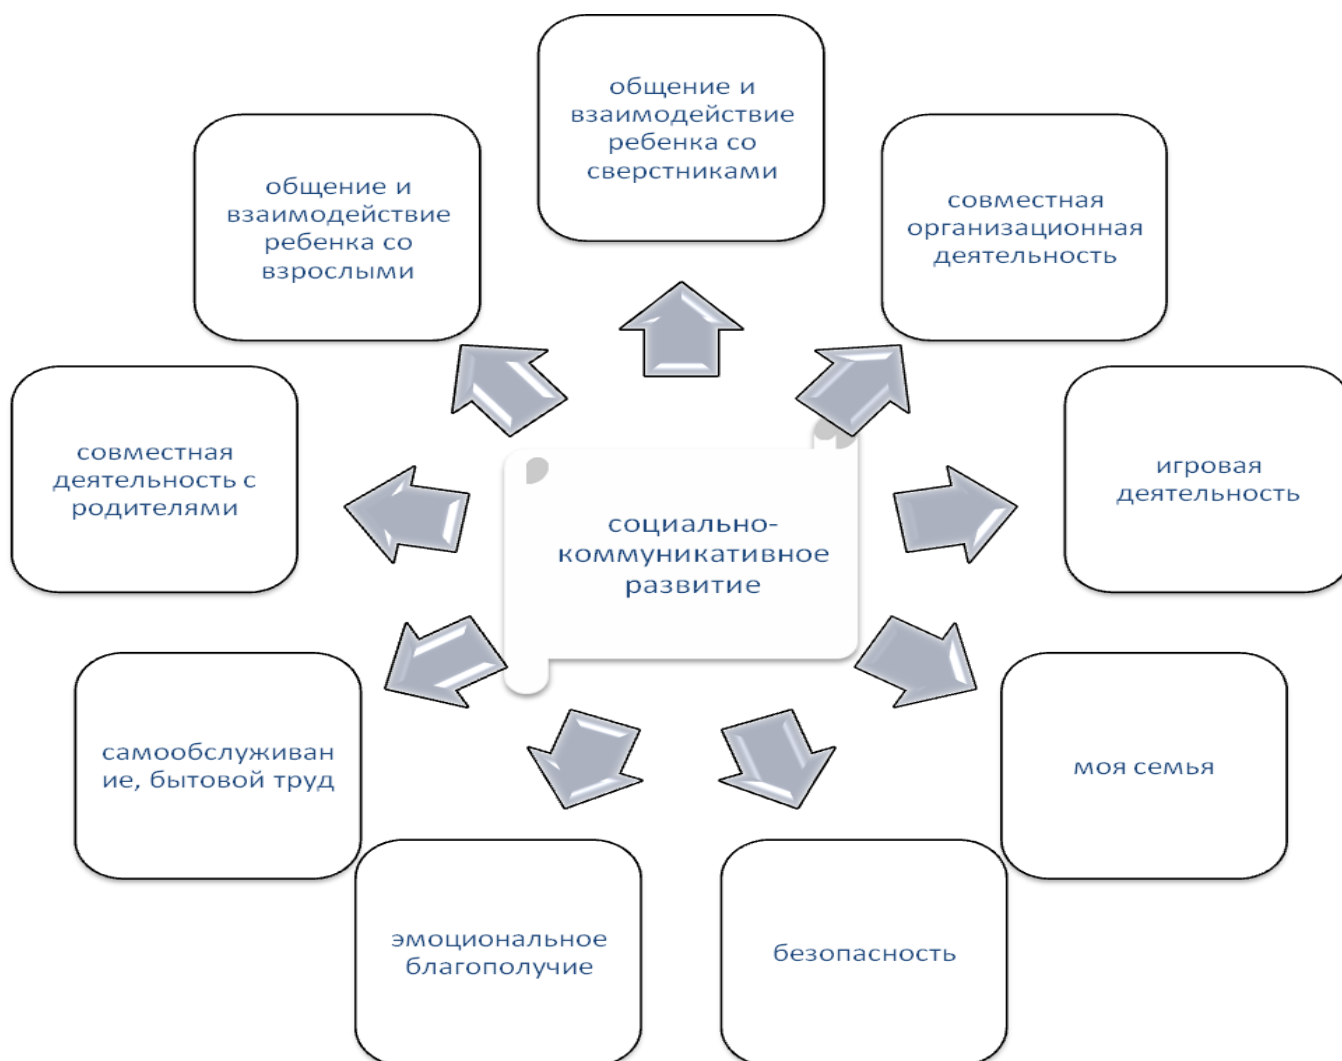 общение и
взаимодействие
ребенка со
сверстниками
общение и
взаимодействие
ребенка со
взрослыми
совместная
организационная
деятельность
совместная
деятельность с
родителями
игровая
деятельность
социально-
коммуникативное
развитие
самообслуживан
ие, бытовой труд
моя семья
эмоциональное
благополучие
безопасность